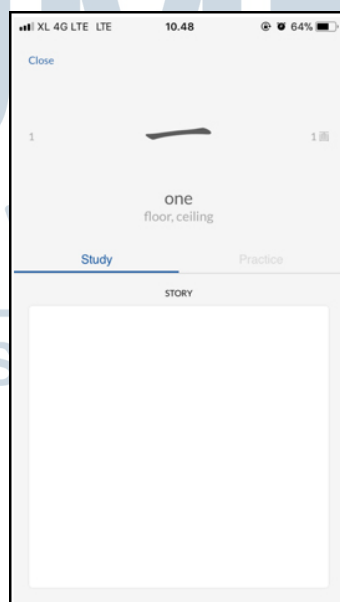 XL 4G LTE LTE 10.48 64%
Close
1 一 1画
one
floor, ceiling
Study Practice
STORY